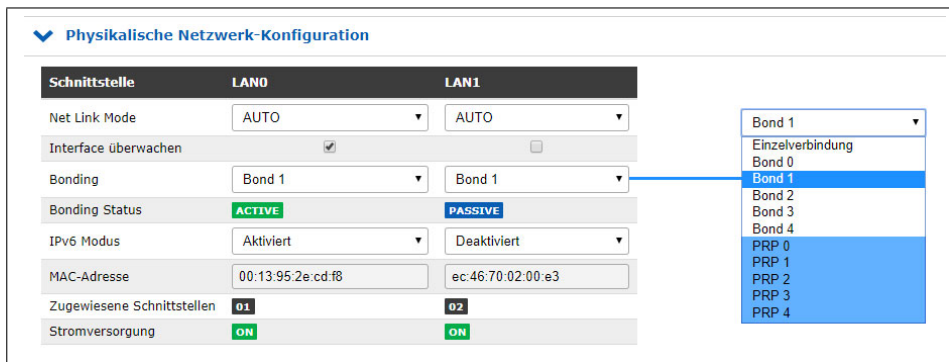 Physikalische Netzwerk-Konfiguration
Schnittstelle LAN0 LAN1
Net Link Mode AUTO AUTO
Interface überwachen
Bonding Bond 1 Bond 1
Bonding Status ACTIVE PASSIVE
IPv6 Modus Aktiviert Deaktiviert
MAC-Adresse 00:13:95:2e:cd:f8 ec:46:70:02:00:e3
Zugewiesene Schnittstellen 01 02
Stromversorgung ON ON
Bond 1
Einzelverbindung
Bond 0
Bond 1
Bond 2
Bond 3
Bond 4
PRP 0
PRP 1
PRP 2
PRP 3
PRP 4